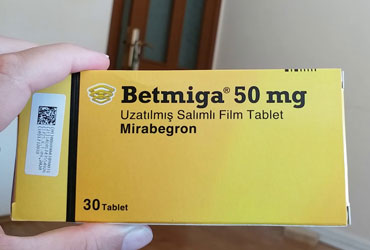 Betmiga® 50 mg
Uzatılmış Salımlı Film Tablet
Mirabegron
30 Tablet